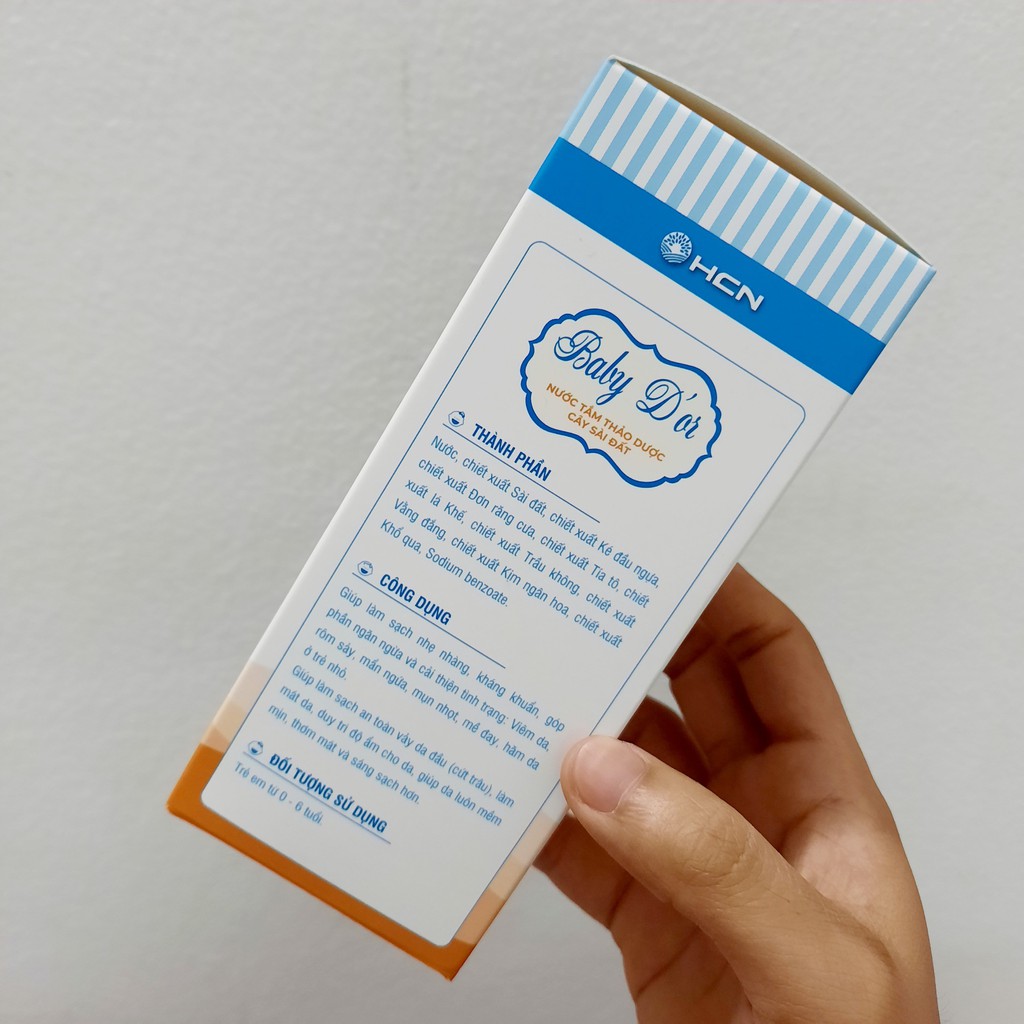 HCN
Baby D'or
NƯỚC TẮM THẢO DƯỢC
CÂY SÀI ĐẤT
THÀNH PHẦN
Nước, chiết xuất Sài đất, chiết xuất Ké đầu ngựa,
chiết xuất Đơn răng cưa, chiết xuất Tía tô, chiết
xuất lá Khế, chiết xuất Trầu không, chiết xuất
Vằng đắng, chiết xuất Kim ngân hoa, chiết xuất
Khổ qua, Sodium benzoate.
CÔNG DỤNG
Giúp làm sạch nhẹ nhàng, kháng khuẩn, góp
phần ngăn ngừa và cải thiện tình trạng: Viêm da,
rôm sảy, mẩn ngứa, mụn nhọt, mề đay, hăm da
ở trẻ nhỏ.
Giúp làm sạch an toàn vảy da đầu (cứt trâu), làm
mát da, duy trì độ ẩm cho da, giúp da luôn mềm
mịn, thơm mát và sáng sạch hơn.
ĐỐI TƯỢNG SỬ DỤNG
Trẻ em từ 0 - 6 tuổi.